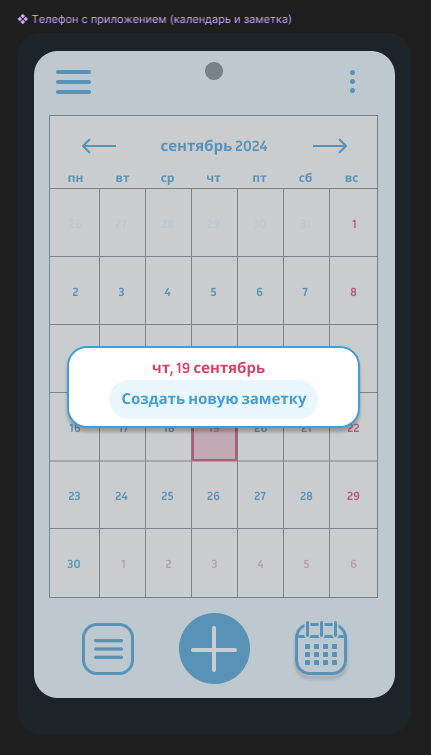 Телефон с приложением (календарь и заметка)
сентябрь 2024
пн вт ср чт пт сб вс
26 27 28 29 30 31 1
2 3 4 5 6 7 8
чт, 19 сентябрь
Создать новую заметку
16 17 18 19 20 21 22
23 24 25 26 27 28 29
30 1 2 3 4 5 6